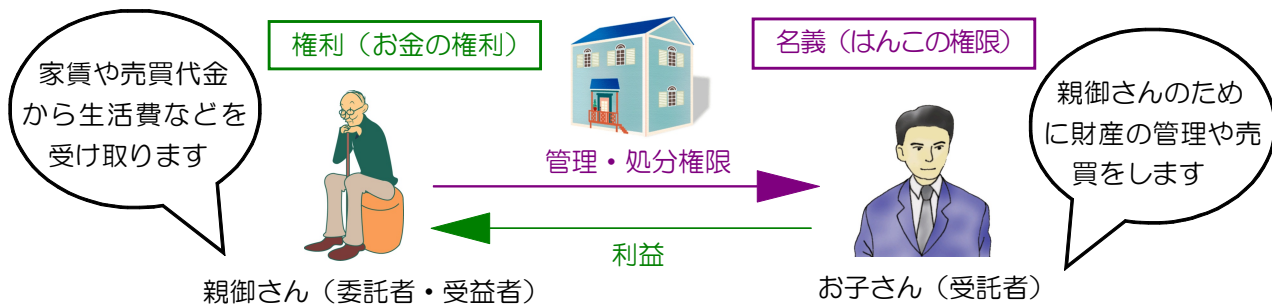 権利（お金の権利）
名義（はんこの権限）
家賃や売買代金
から生活費などを
受け取ります
親御さんのため
に財産の管理や売
買をします
管理・処分権限
利益
親御さん（委託者・受益者）
お子さん（受託者）